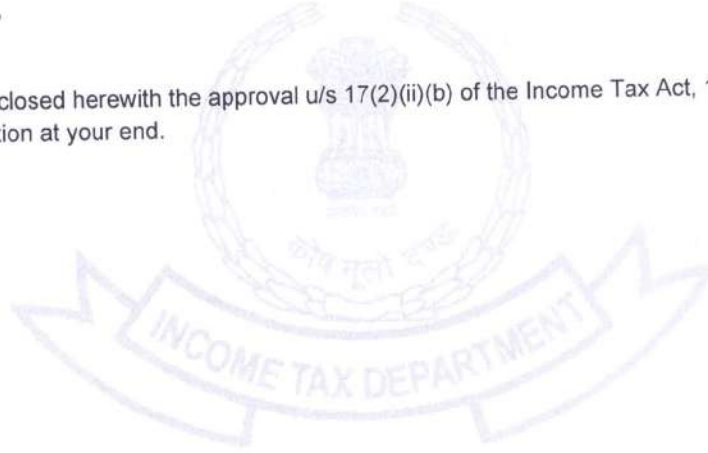 closed herewith the approval u/s 17(2)(ii)(b) of the Income Tax Act, 1
tion at your end.
कोष मूलो दण्ड
INCOME TAX DEPARTMENT